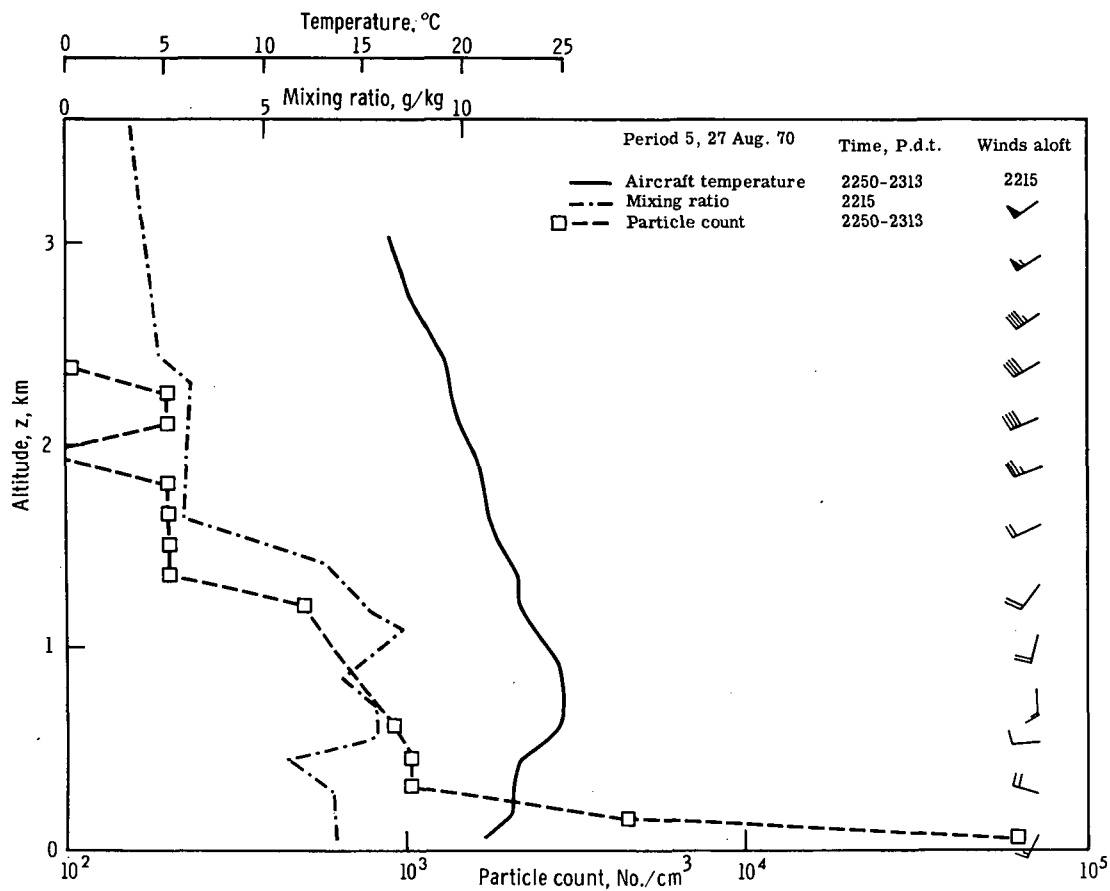 Temperature, °C
0 5 10 15 20 25
Mixing ratio, g/kg
0 5 10
Period 5, 27 Aug. 70 Time, P.d.t. Winds aloft
Aircraft temperature 2250-2313 2215
Mixing ratio 2215
Particle count 2250-2313
3
2
1
0
Altitude, z, km
10² 10³ 10⁴ 10⁵
Particle count, No./cm³